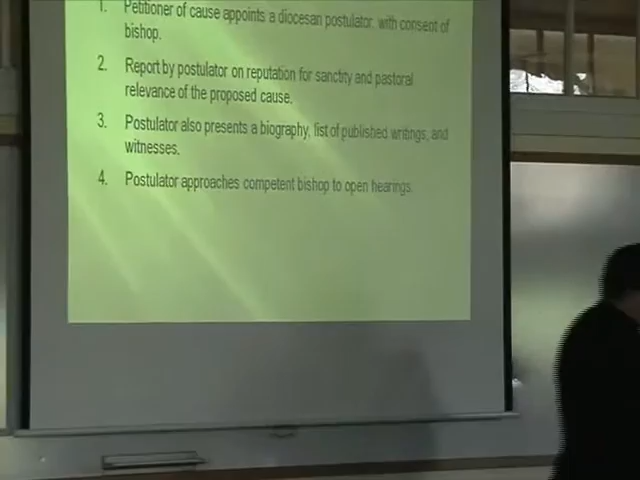 1. Petitioner of cause appoints a diocesan postulator, with consent of
bishop.
2. Report by postulator on reputation for sanctity and pastoral
relevance of the proposed cause.
3. Postulator also presents a biography, list of published writings, and
witnesses.
4. Postulator approaches competent bishop to open hearings.